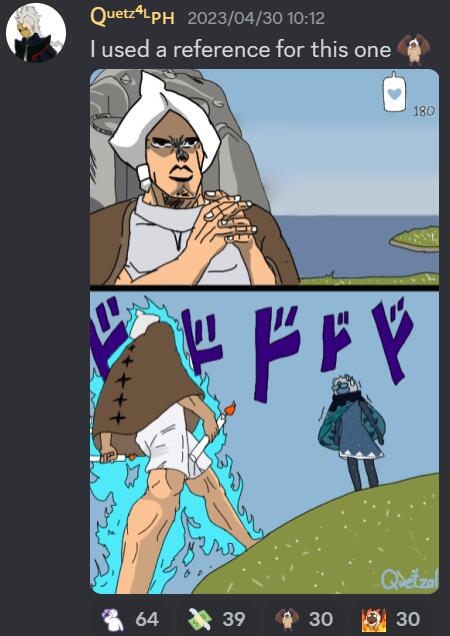 Quetz⁴ᴸPH 2023/04/30 10:12
I used a reference for this one
180
ド ド ド ド ド
Quetzal
64 39 30 30